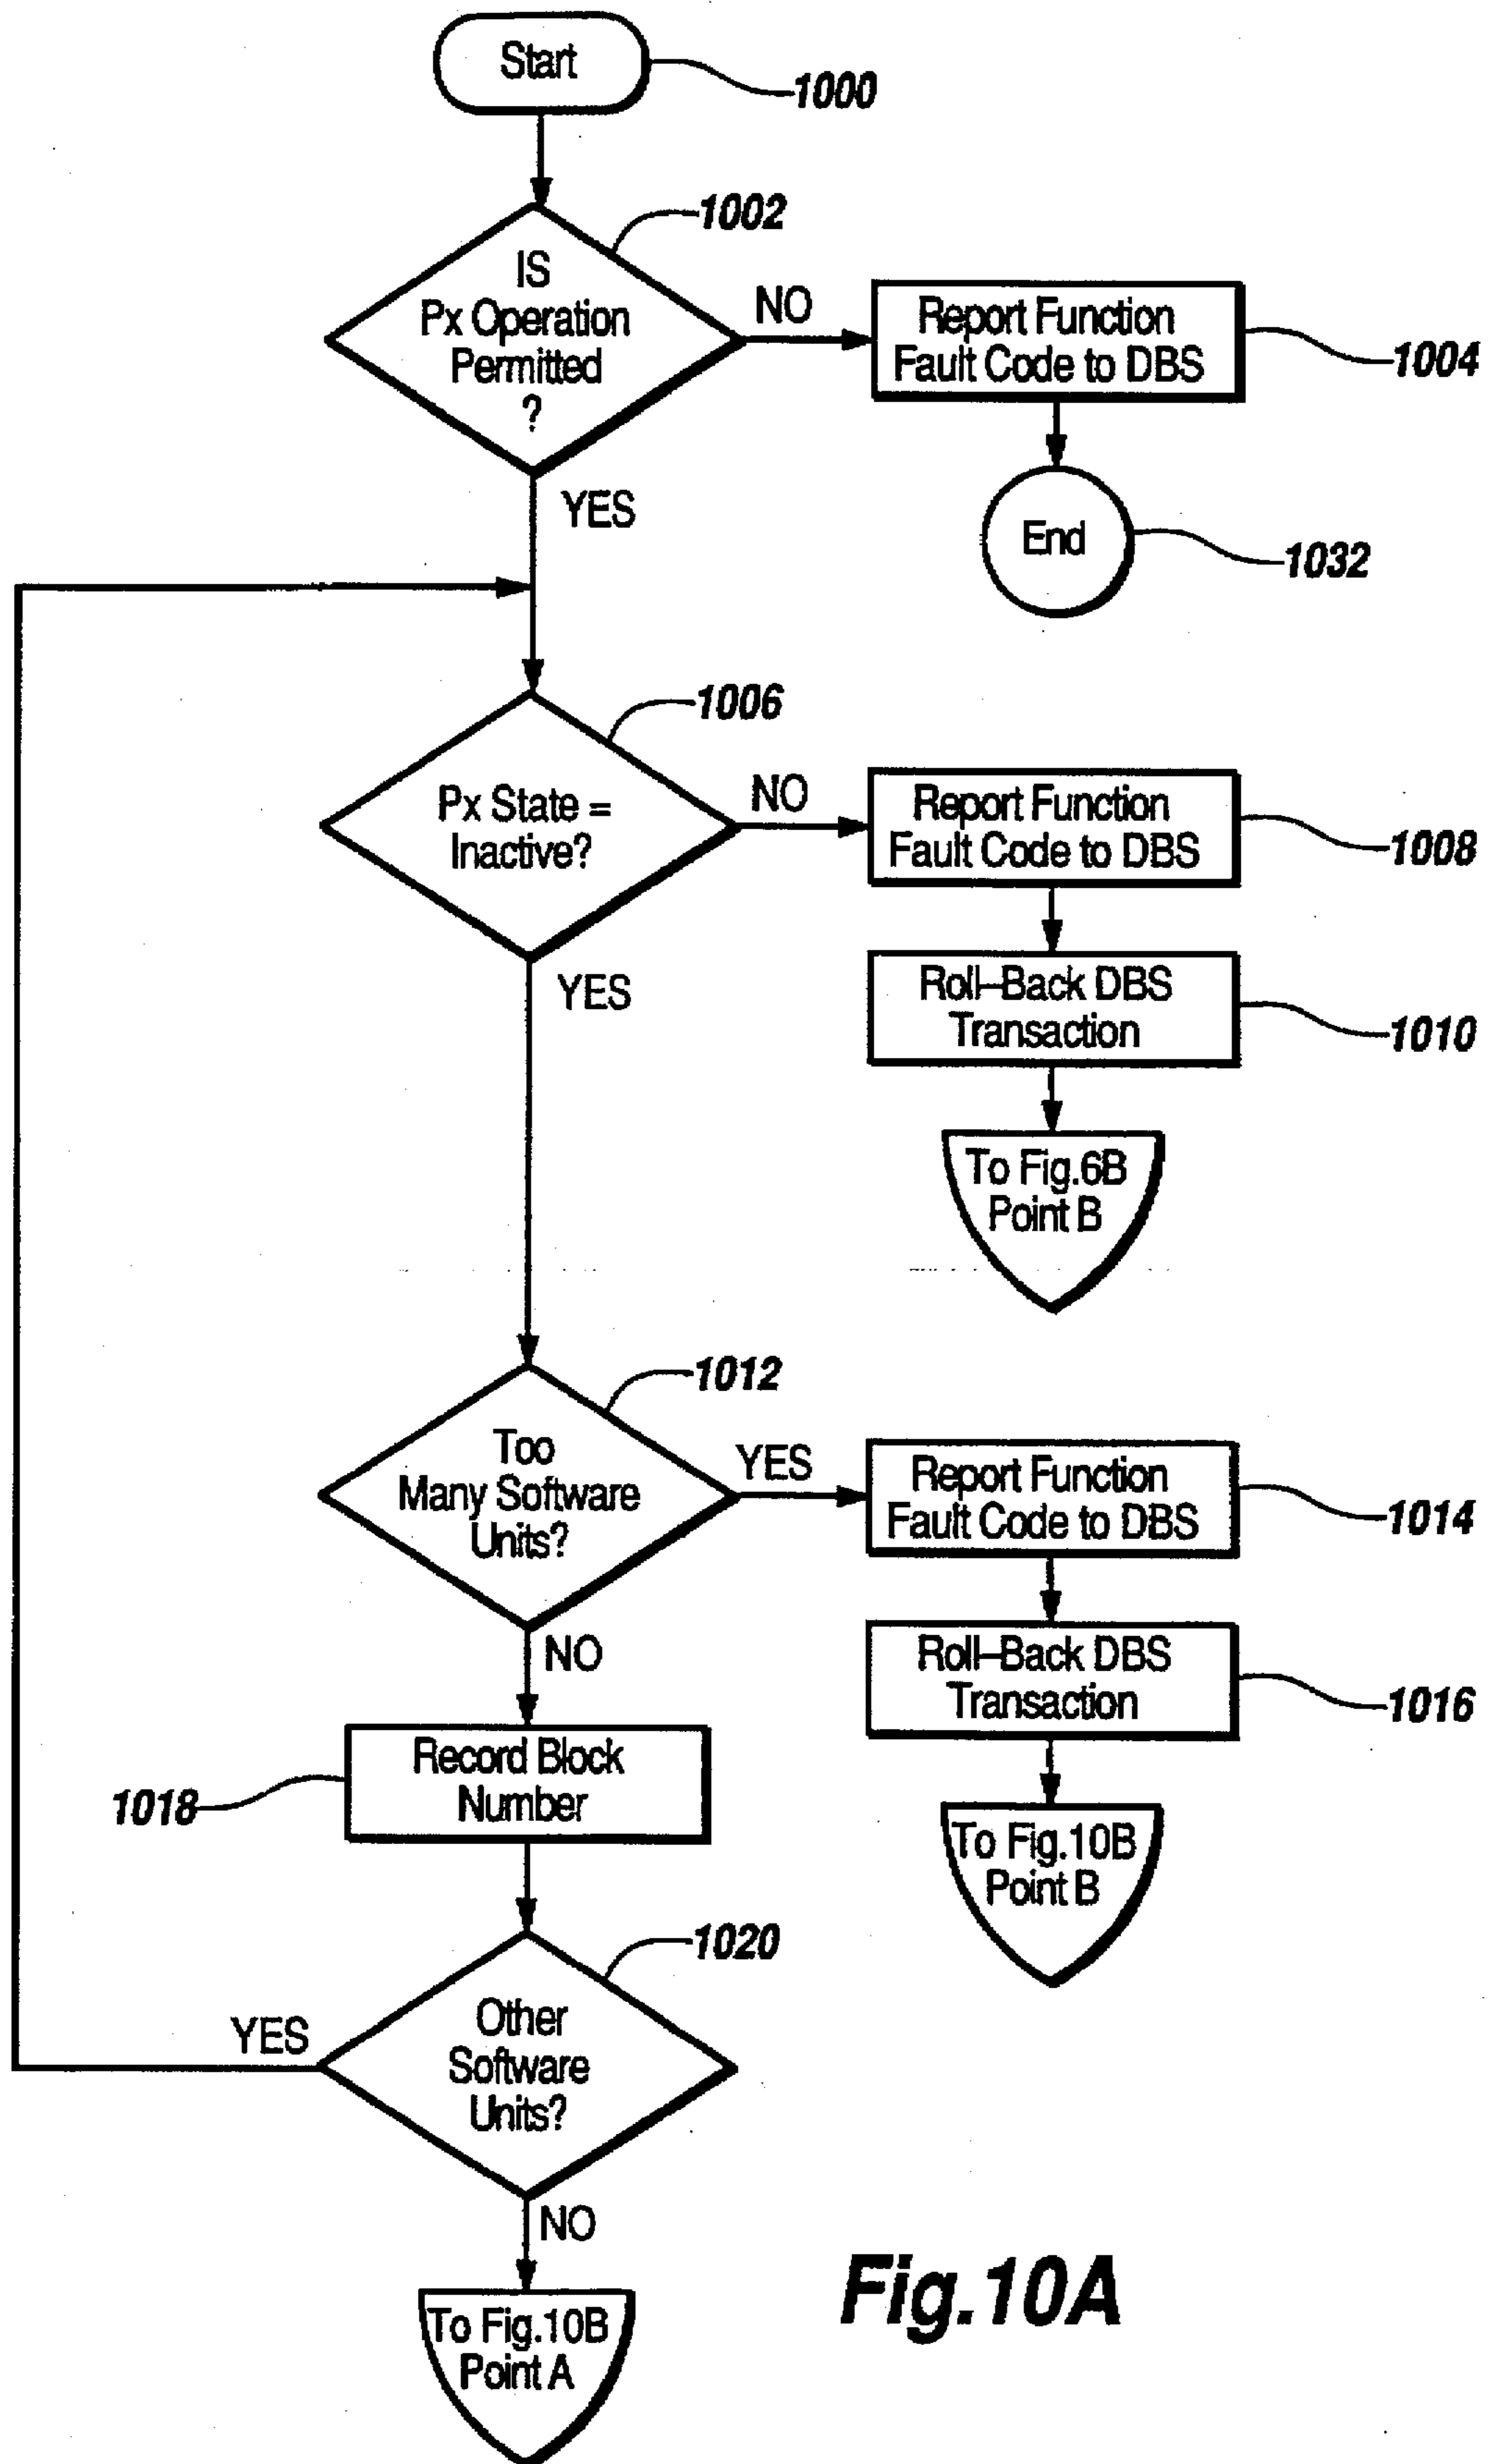 Start
1000
1002
IS
Px Operation
Permitted
?
NO
Report Function
Fault Code to DBS
1004
YES
End
1032
1006
Px State =
Inactive?
NO
Report Function
Fault Code to DBS
1008
YES
Roll-Back DBS
Transaction
1010
To Fig.6B
Point B
1012
Too
Many Software
Units?
YES
Report Function
Fault Code to DBS
1014
NO
Roll-Back DBS
Transaction
1016
Record Block
Number
1018
To Fig.10B
Point B
1020
Other
Software
Units?
YES
NO
To Fig.10B
Point A
Fig.10A